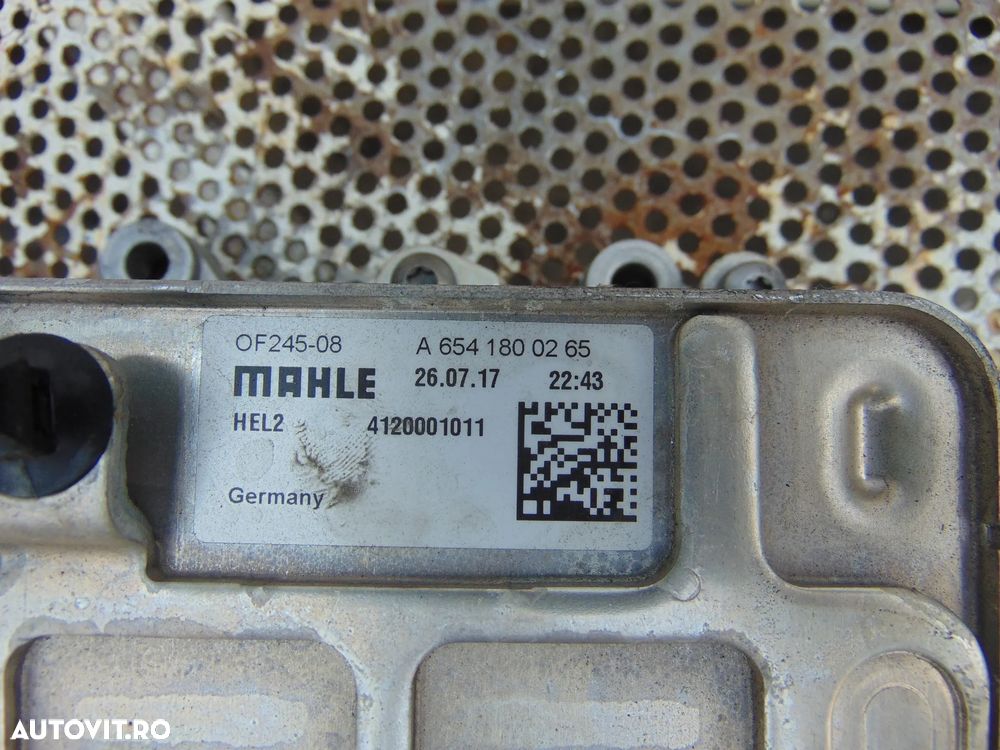 OF245-08 A 654 180 02 65
MAHLE 26.07.17 22:43
HEL2 4120001011
Germany
AUTOVIT.RO